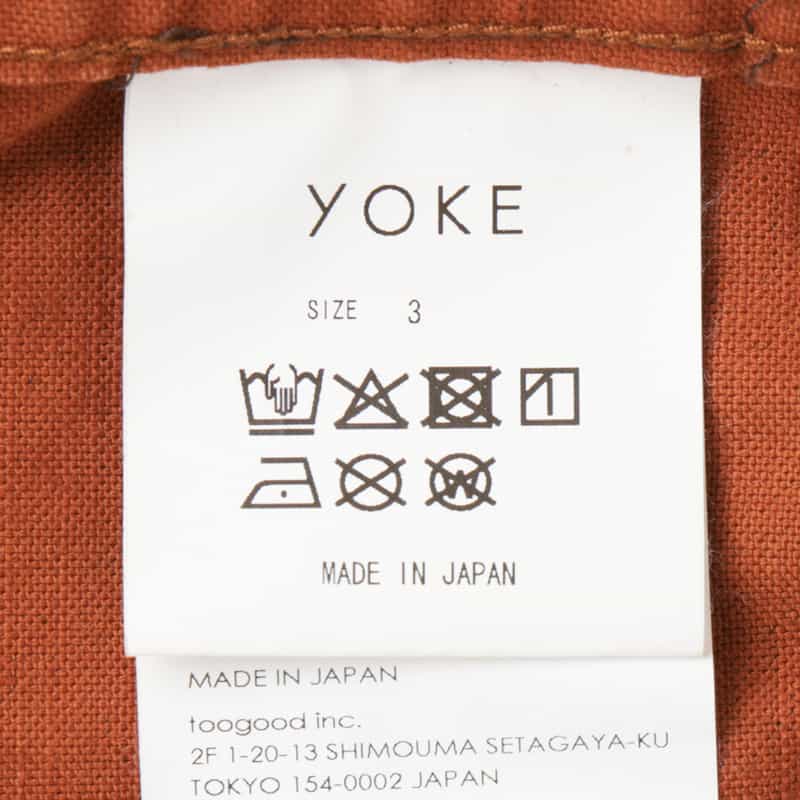 YOKE
SIZE 3
W
MADE IN JAPAN
MADE IN JAPAN
toogood inc.
2F 1-20-13 SHIMOUMA SETAGAYA-KU
TOKYO 154-0002 JAPAN